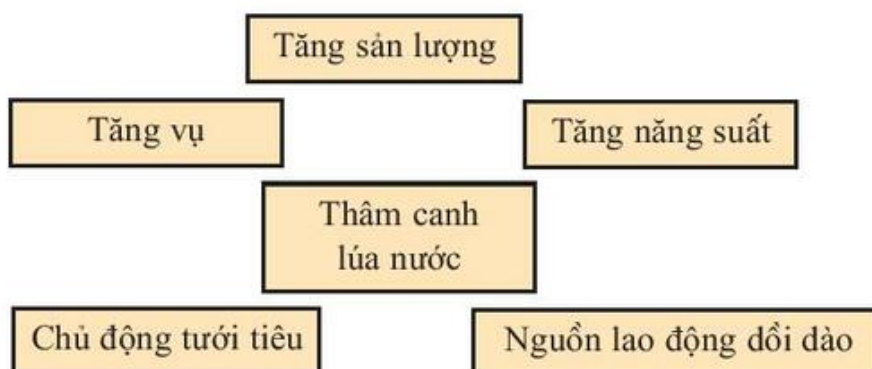 Tăng sản lượng
Tăng vụ
Tăng năng suất
Thâm canh
lúa nước
Chủ động tưới tiêu
Nguồn lao động dồi dào